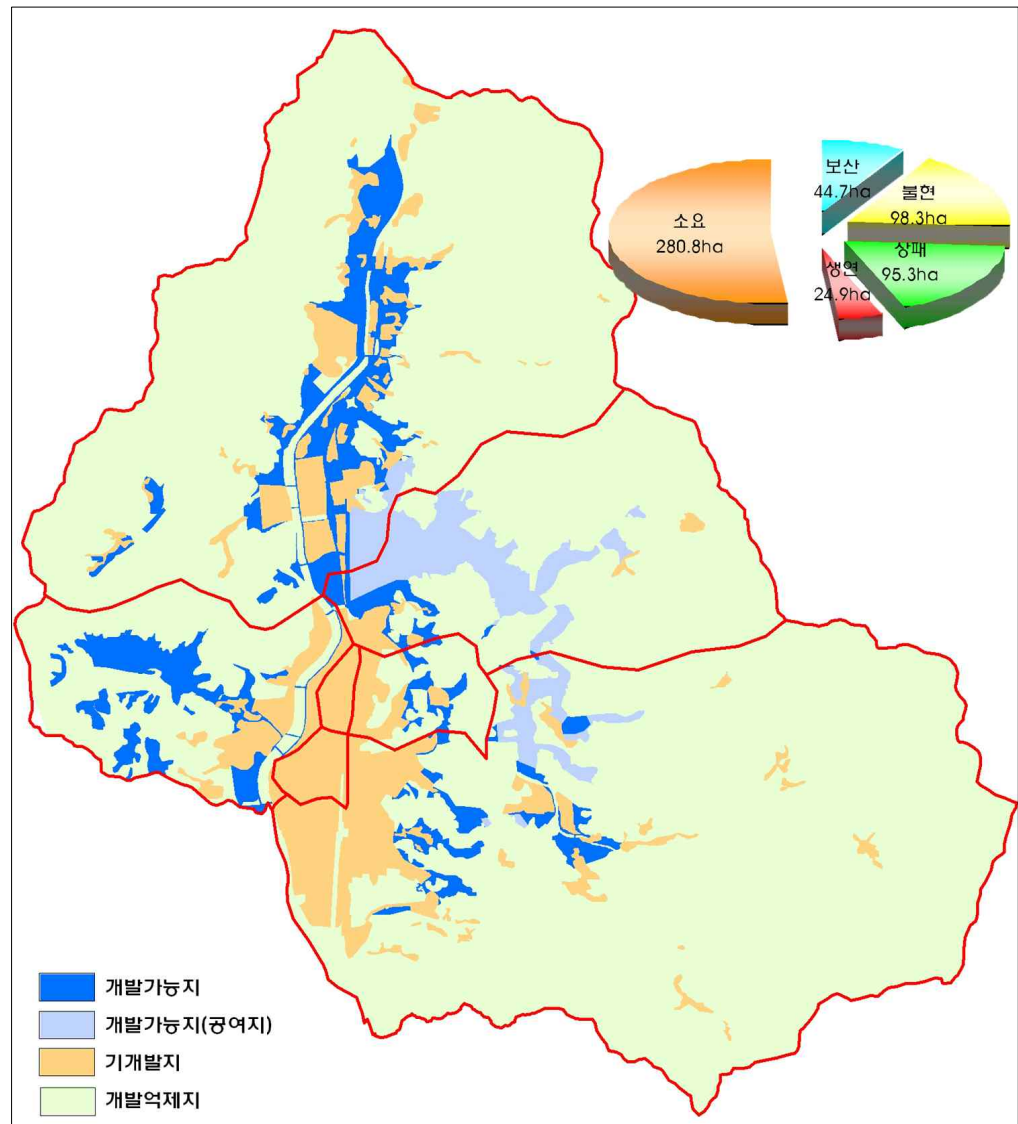 보산
44.7ha
불현
98.3ha
소요
280.8ha
상패
95.3ha
생연
24.9ha
개발가능지
개발가능지(공여지)
기개발지
개발억제지